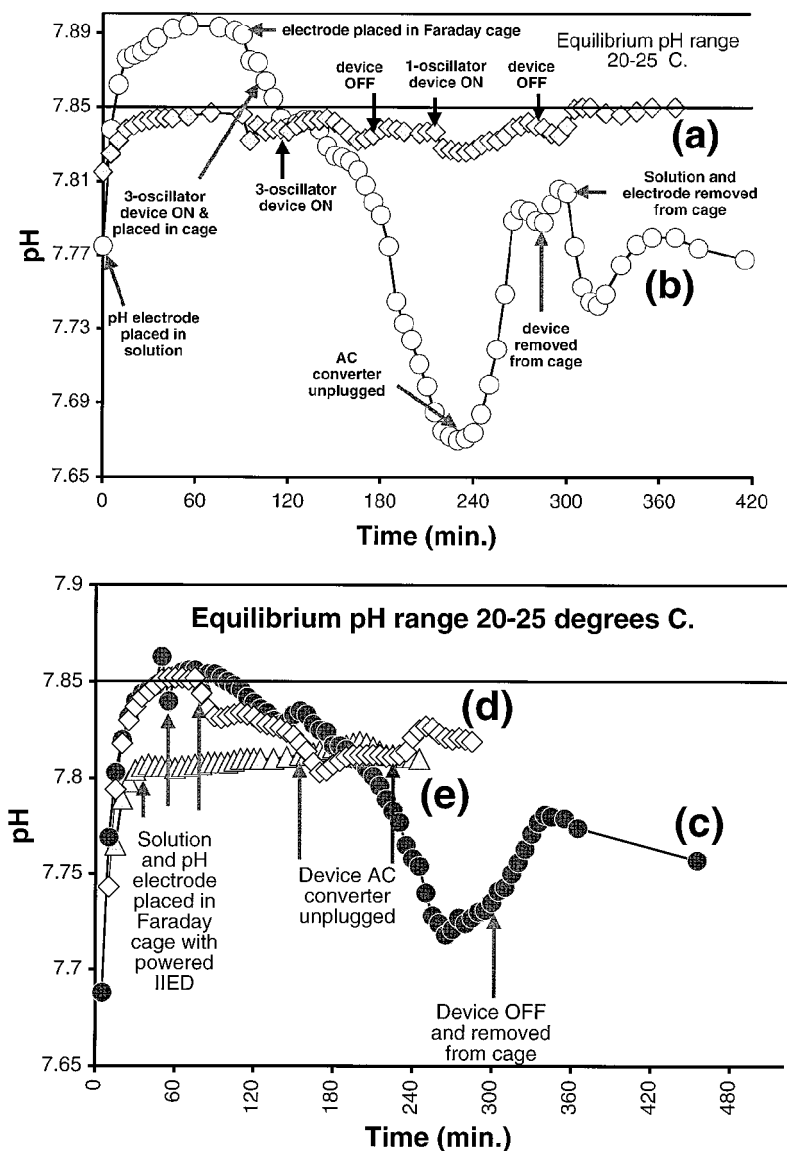 7.89
electrode placed in Faraday cage
Equilibrium pH range
20-25 C.
device
OFF
1-oscillator
device ON
device
OFF
7.85
(a)
7.81
3-oscillator
device ON &
placed in cage
3-oscillator
device ON
Solution and
electrode removed
from cage
pH
7.77
(b)
pH electrode
placed in
solution
7.73
device
removed
from cage
AC
converter
unplugged
7.69
7.65
0
60
120
180
240
300
360
420
Time (min.)
7.9
Equilibrium pH range 20-25 degrees C.
7.85
(d)
7.8
(e)
(c)
pH
Solution
and pH
electrode
placed in
Faraday
cage with
powered
IIED
Device AC
converter
unplugged
7.75
7.7
Device OFF
and removed
from cage
7.65
0
60
120
180
240
300
360
420
480
Time (min.)